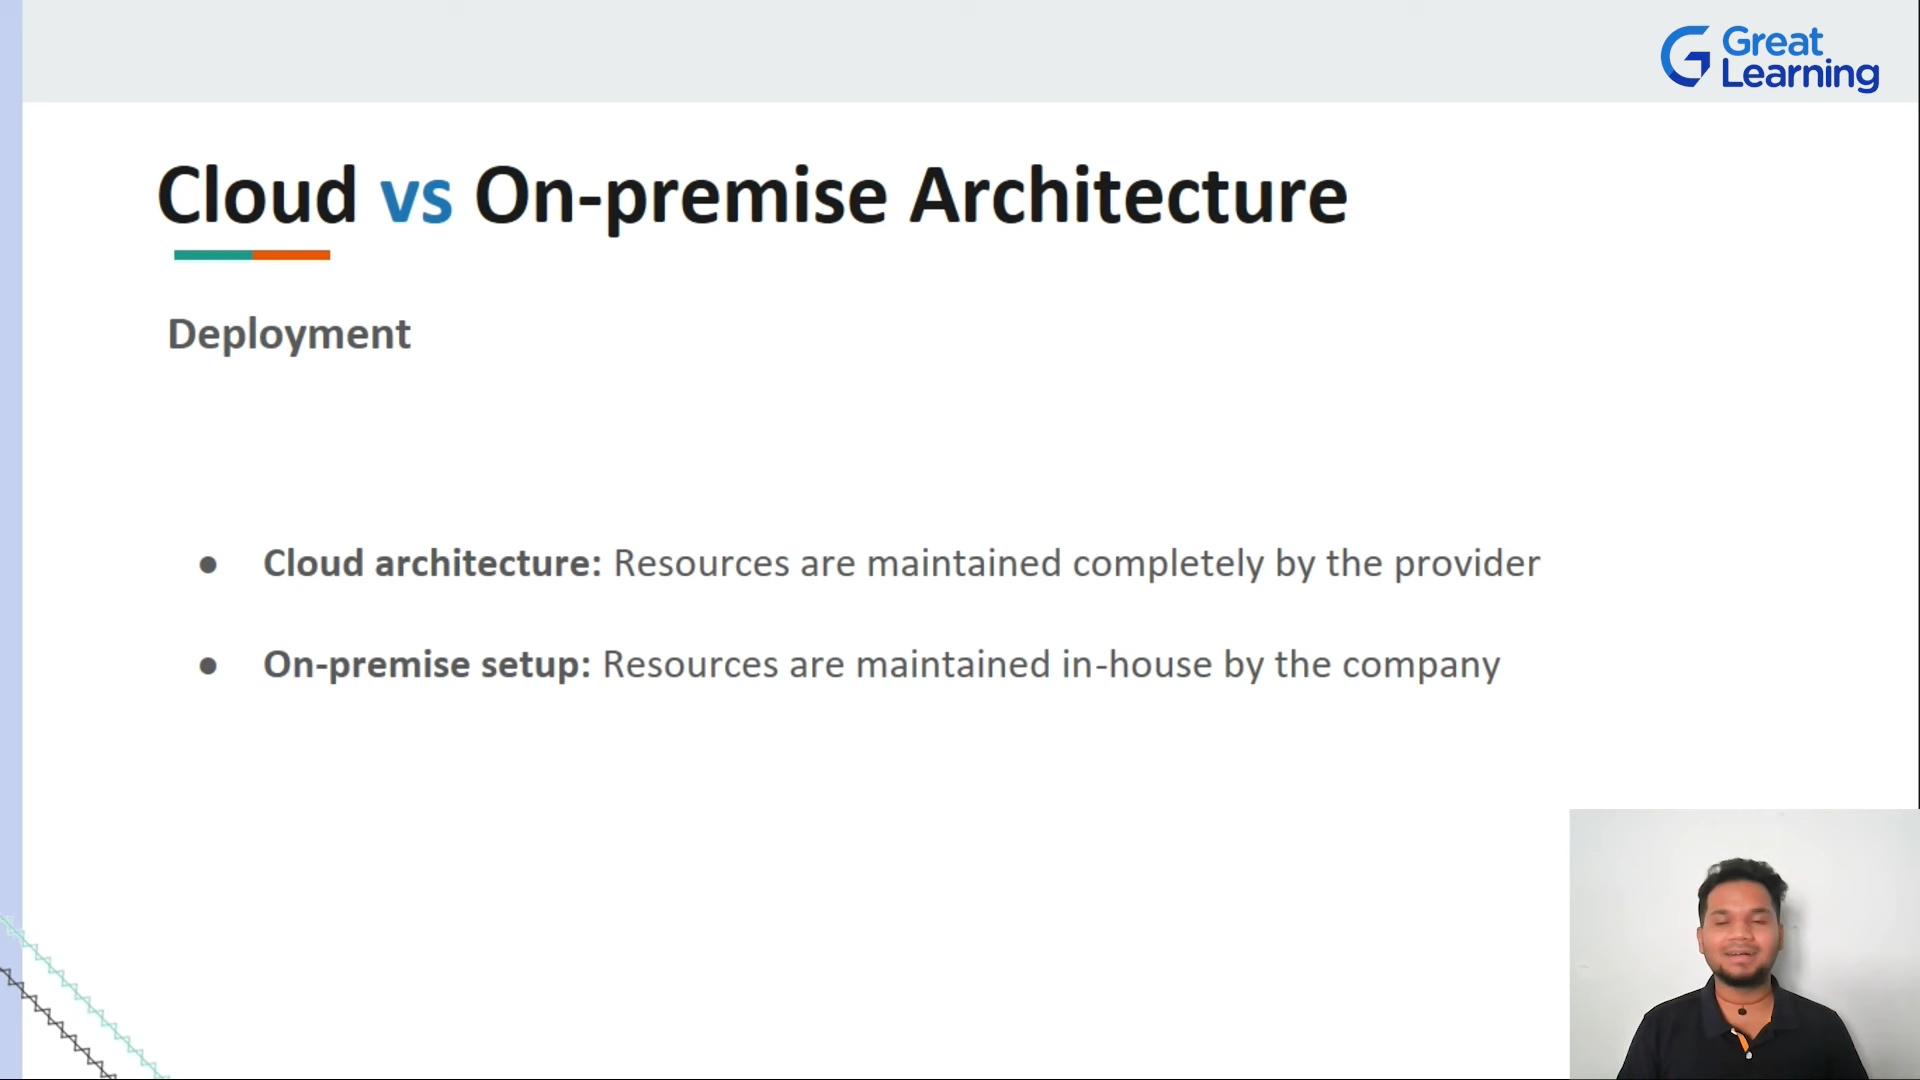 Great
Learning
Cloud vs On-premise Architecture
Deployment
● Cloud architecture: Resources are maintained completely by the provider
● On-premise setup: Resources are maintained in-house by the company